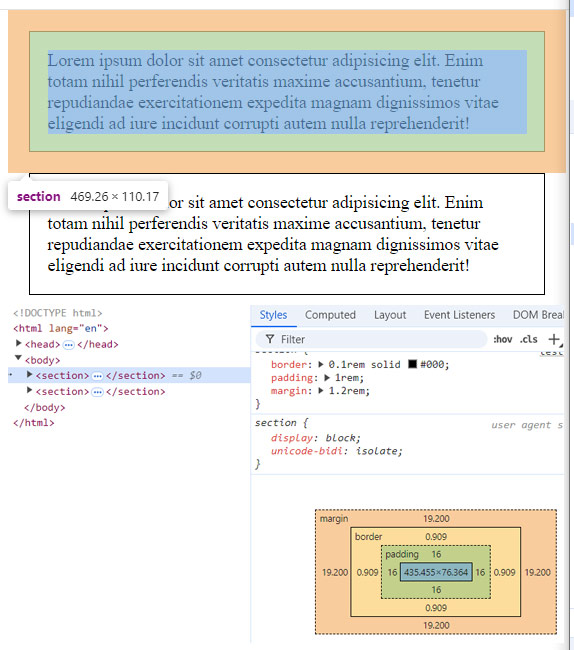 Lorem ipsum dolor sit amet consectetur adipisicing elit. Enim
totam nihil perferendis veritatis maxime accusantium, tenetur
repudiandae exercitationem expedita magnam dignissimos vitae
eligendi ad iure incidunt corrupti autem nulla reprehenderit!
section 469.26 × 110.17
dolor sit amet consectetur adipisicing elit. Enim
totam nihil perferendis veritatis maxime accusantium, tenetur
repudiandae exercitationem expedita magnam dignissimos vitae
eligendi ad iure incidunt corrupti autem nulla reprehenderit!
<!DOCTYPE html>
<html lang="en">
<head> … </head>
<body>
<section> … </section> == $0
<section> … </section>
</body>
</html>
Styles Computed Layout Event Listeners DOM Brea
Filter :hov .cls
section {
border: 0.1rem solid #000;
padding: 1rem;
margin: 1.2rem;
}
section { user agent s
display: block;
unicode-bidi: isolate;
}
margin 19.200
border 0.909
padding 16
19.200 0.909 16 435.455×76.364 16 0.909 19.200
16
0.909
19.200